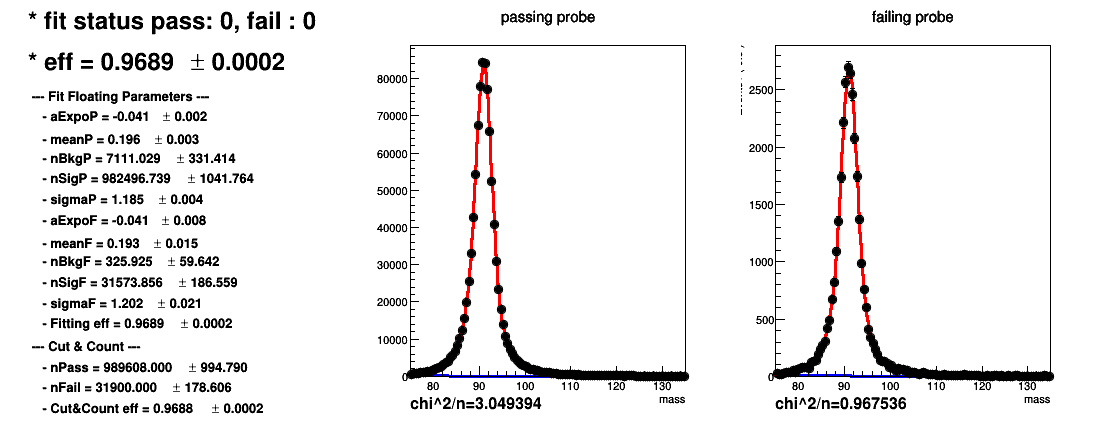 * fit status pass: 0, fail : 0
* eff = 0.9689 ± 0.0002
--- Fit Floating Parameters ---
- aExpoP = -0.041 ± 0.002
- meanP = 0.196 ± 0.003
- nBkgP = 7111.029 ± 331.414
- nSigP = 982496.739 ± 1041.764
- sigmaP = 1.185 ± 0.004
- aExpoF = -0.041 ± 0.008
- meanF = 0.193 ± 0.015
- nBkgF = 325.925 ± 59.642
- nSigF = 31573.856 ± 186.559
- sigmaF = 1.202 ± 0.021
- Fitting eff = 0.9689 ± 0.0002
--- Cut & Count ---
- nPass = 989608.000 ± 994.790
- nFail = 31900.000 ± 178.606
- Cut&Count eff = 0.9688 ± 0.0002
passing probe
80000
70000
60000
50000
40000
30000
20000
10000
0
80 90 100 110 120 130
mass
chi^2/n=3.049394
failing probe
2500
2000
1500
1000
500
0
80 90 100 110 120 130
mass
chi^2/n=0.967536